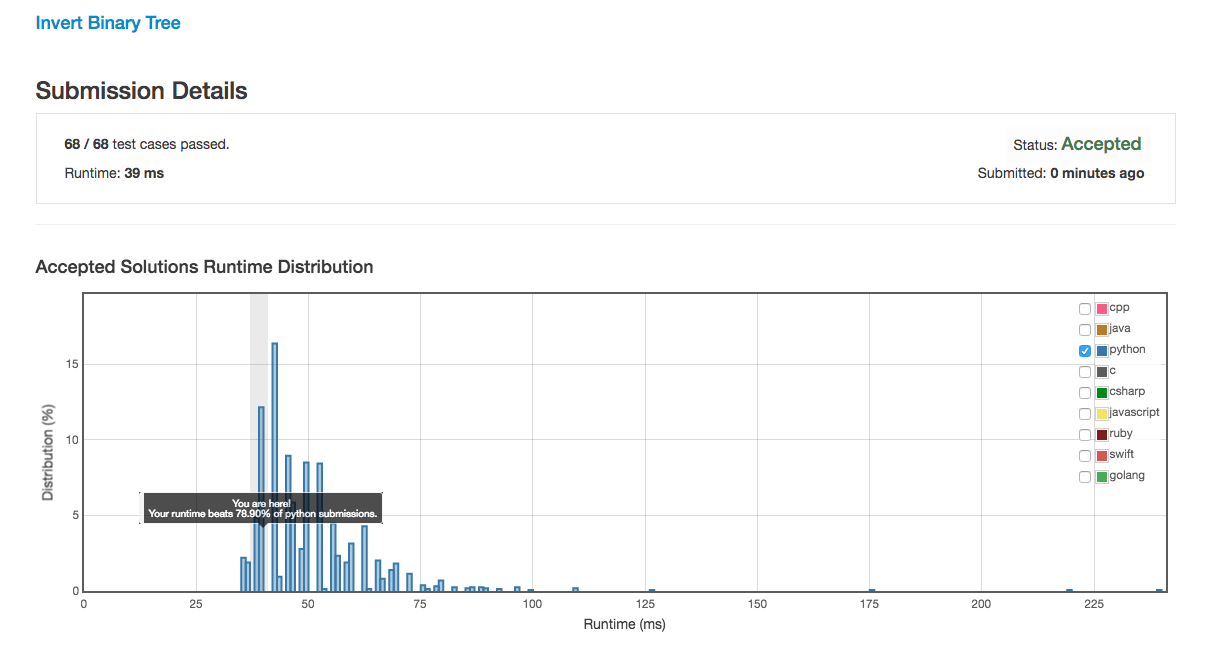 Invert Binary Tree
Submission Details
68 / 68 test cases passed.
Status: Accepted
Runtime: 39 ms
Submitted: 0 minutes ago
Accepted Solutions Runtime Distribution
cpp
java
python
c
csharp
javascript
ruby
swift
golang
Distribution (%)
15
10
5
0
You are here!
Your runtime beats 78.90% of python submissions.
0 25 50 75 100 125 150 175 200 225
Runtime (ms)